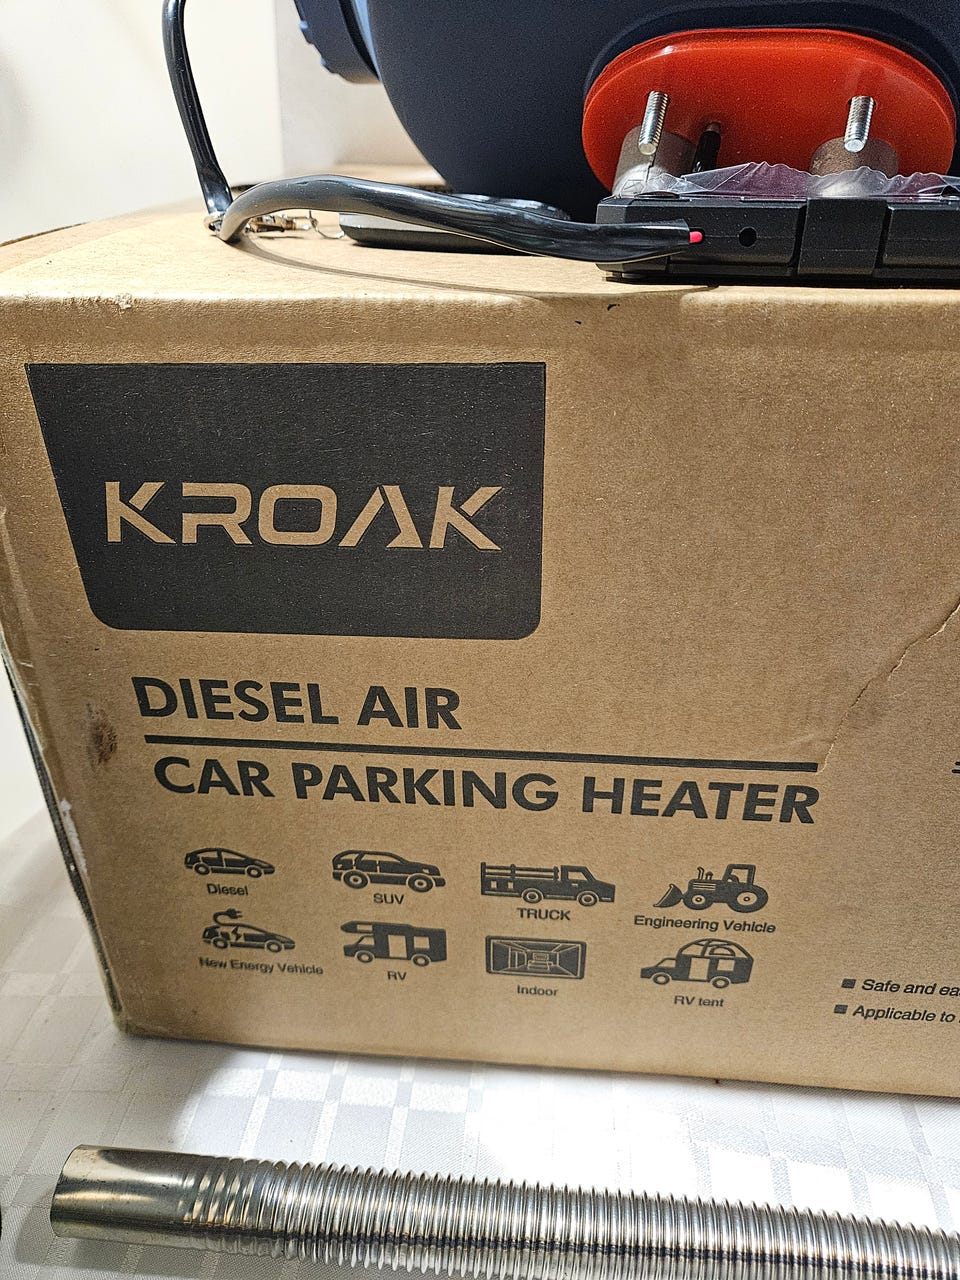 KROAK
DIESEL AIR
CAR PARKING HEATER
Diesel
SUV
TRUCK
Engineering Vehicle
New Energy Vehicle
RV
Indoor
RV tent
Safe and
Applicable to